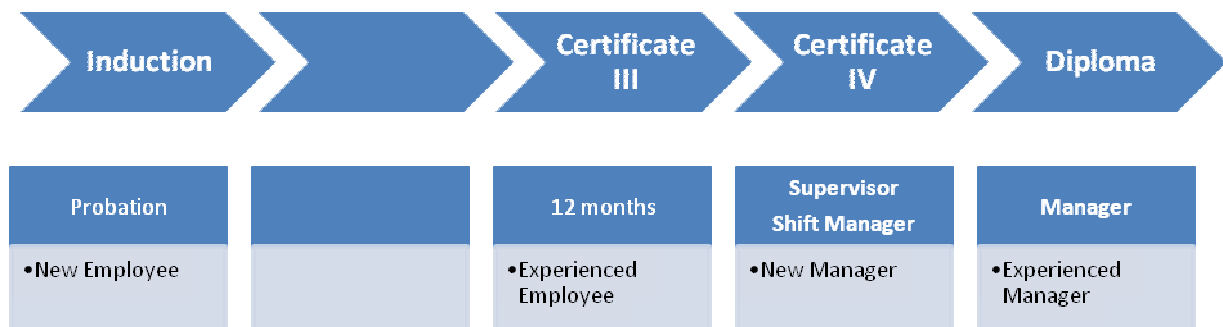 Induction
Certificate
III
Certificate
IV
Diploma
Probation
12 months
Supervisor
Shift Manager
Manager
•New Employee
•Experienced
Employee
•New Manager
•Experienced
Manager